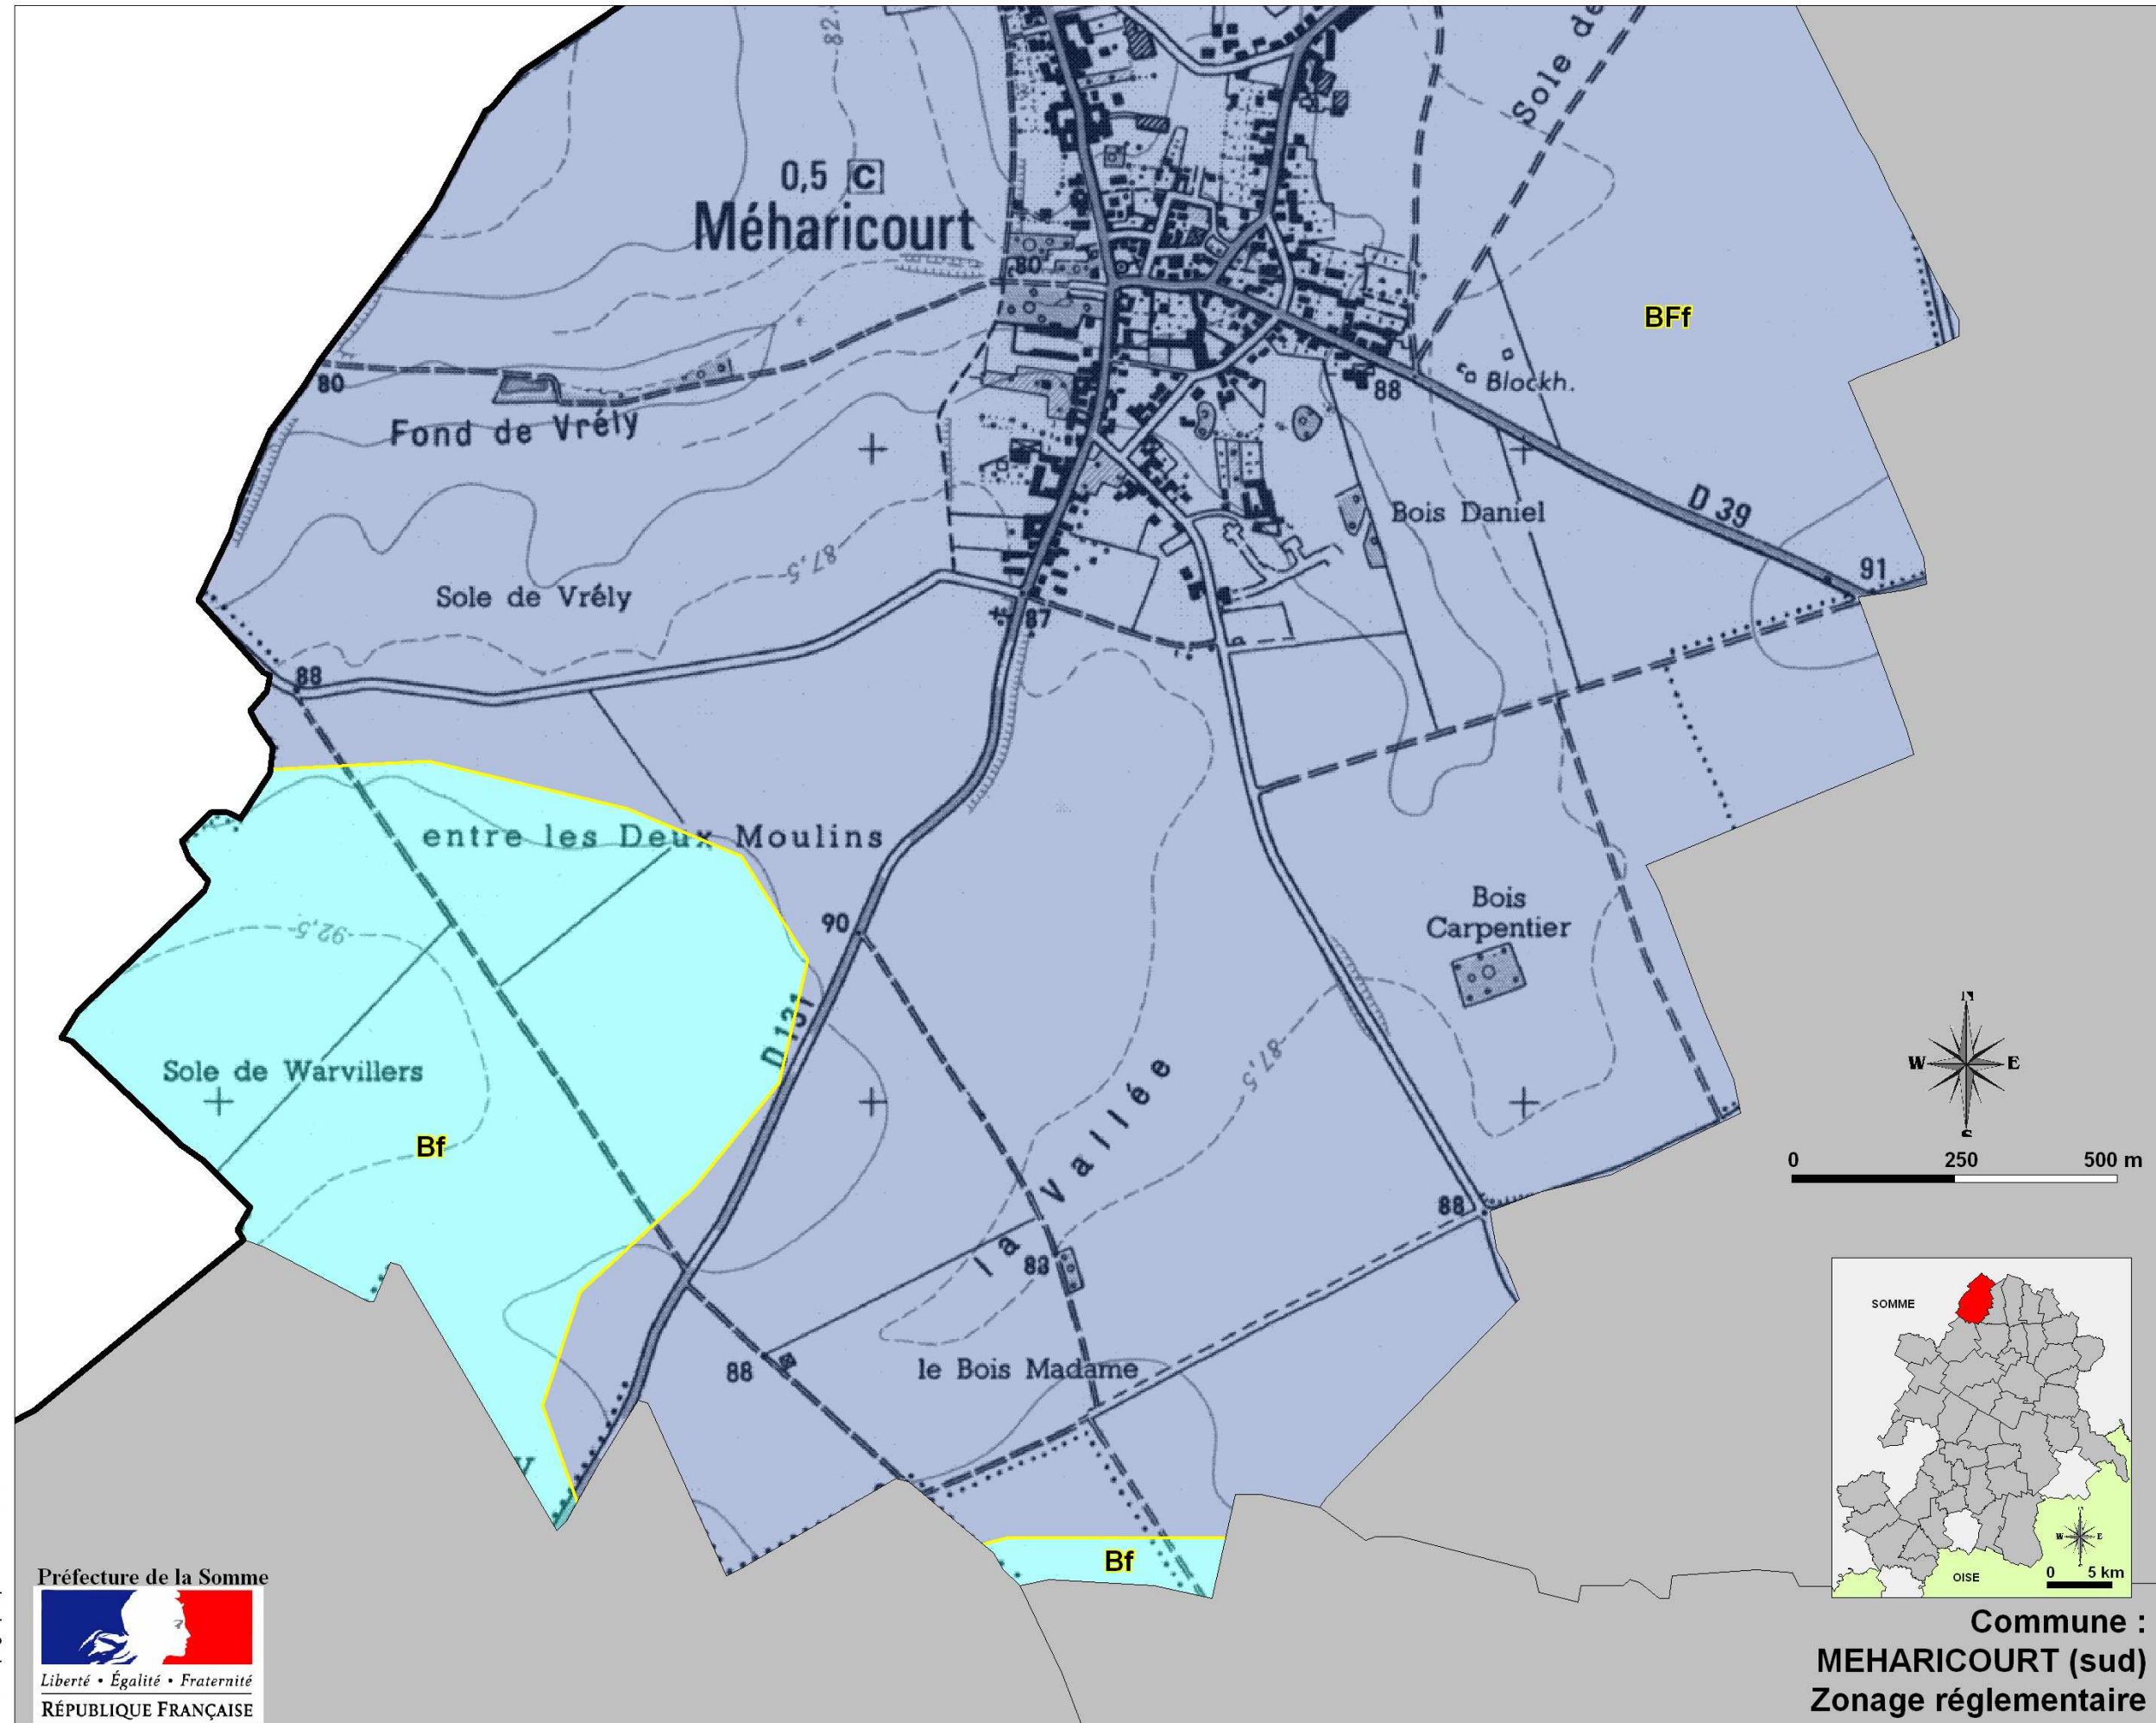 82,
Sole de
0,5 C
Méharicourt
80
BFf
80
Blockh.
88
Fond de Vrély
D 39
Bois Daniel
87,5
91
Sole de Vrély
87
88
entre les Deux Moulins
Bois
Carpentier
90
92,5
D 131
N
W E
S
Sole de Warvillers
87,5
Bf
la Vallée
0 250 500 m
88
83
SOMME
88
le Bois Madame
V
Bf
W E
0 5 km
OISE
Préfecture de la Somme
Liberté • Égalité • Fraternité
RÉPUBLIQUE FRANÇAISE
Commune :
MEHARICOURT (sud)
Zonage réglementaire